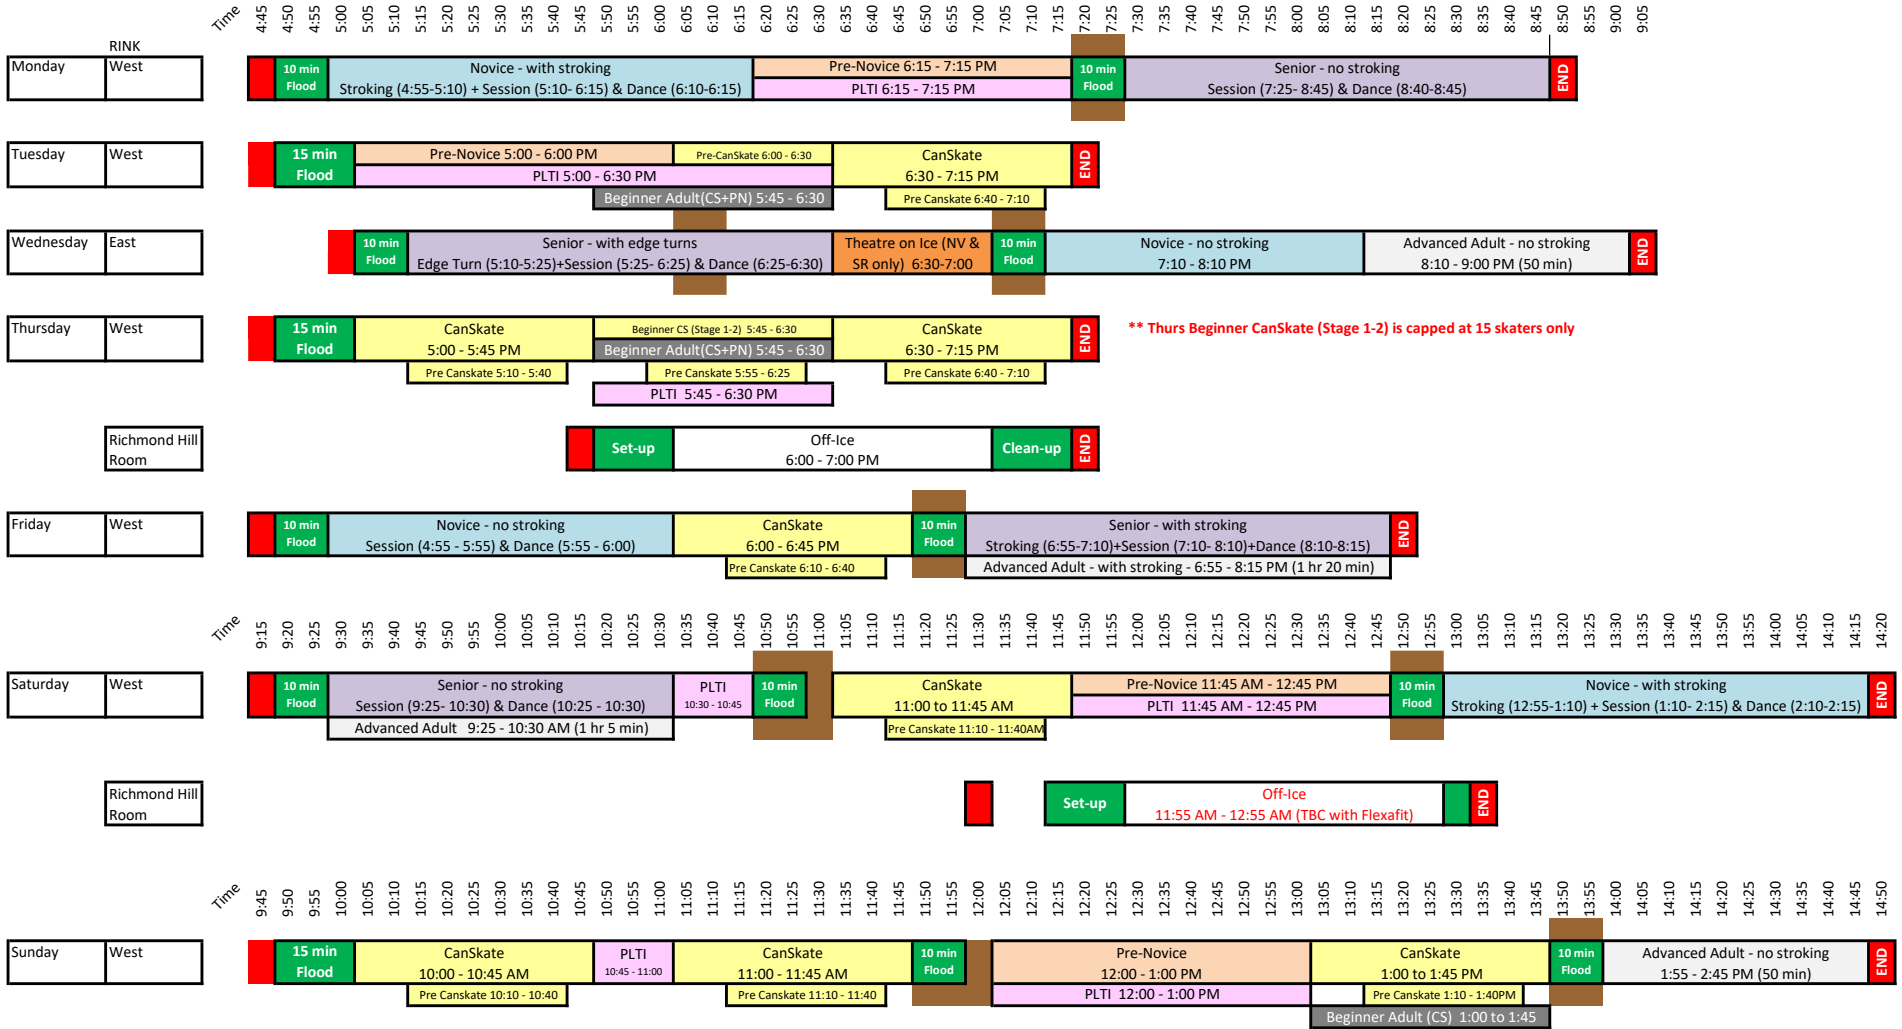 Time 4:45 4:50 4:55 5:00 5:05 5:10 5:15 5:20 5:25 5:30 5:35 5:40 5:45 5:50 5:55 6:00 6:05 6:10 6:15 6:20 6:25 6:30 6:35 6:40 6:45 6:50 6:55 7:00 7:05 7:10 7:15 7:20 7:25 7:30 7:35 7:40 7:45 7:50 7:55 8:00 8:05 8:10 8:15 8:20 8:25 8:30 8:35 8:40 8:45 8:50 8:55 9:00 9:05
RINK
Monday
West
10 min
Flood
Novice - with stroking
Stroking (4:55-5:10) + Session (5:10- 6:15) & Dance (6:10-6:15)
Pre-Novice 6:15 - 7:15 PM
PLTI 6:15 - 7:15 PM
10 min
Flood
Senior - no stroking
Session (7:25- 8:45) & Dance (8:40-8:45)
END
Tuesday
West
15 min
Flood
Pre-Novice 5:00 - 6:00 PM
Pre-CanSkate 6:00 - 6:30
PLTI 5:00 - 6:30 PM
Beginner Adult(CS+PN) 5:45 - 6:30
CanSkate
6:30 - 7:15 PM
Pre Canskate 6:40 - 7:10
END
Wednesday
East
10 min
Flood
Senior - with edge turns
Edge Turn (5:10-5:25)+Session (5:25- 6:25) & Dance (6:25-6:30)
Theatre on Ice (NV &
SR only) 6:30-7:00
10 min
Flood
Novice - no stroking
7:10 - 8:10 PM
Advanced Adult - no stroking
8:10 - 9:00 PM (50 min)
END
Thursday
West
15 min
Flood
CanSkate
5:00 - 5:45 PM
Pre Canskate 5:10 - 5:40
Beginner CS (Stage 1-2) 5:45 - 6:30
Beginner Adult(CS+PN) 5:45 - 6:30
Pre Canskate 5:55 - 6:25
PLTI 5:45 - 6:30 PM
CanSkate
6:30 - 7:15 PM
Pre Canskate 6:40 - 7:10
END
** Thurs Beginner CanSkate (Stage 1-2) is capped at 15 skaters only
Richmond Hill
Room
Set-up
Off-Ice
6:00 - 7:00 PM
Clean-up
END
Friday
West
10 min
Flood
Novice - no stroking
Session (4:55 - 5:55) & Dance (5:55 - 6:00)
CanSkate
6:00 - 6:45 PM
Pre Canskate 6:10 - 6:40
10 min
Flood
Senior - with stroking
Stroking (6:55-7:10)+Session (7:10- 8:10)+Dance (8:10-8:15)
Advanced Adult - with stroking - 6:55 - 8:15 PM (1 hr 20 min)
END
Time 9:15 9:20 9:25 9:30 9:35 9:40 9:45 9:50 9:55 10:00 10:05 10:10 10:15 10:20 10:25 10:30 10:35 10:40 10:45 10:50 10:55 11:00 11:05 11:10 11:15 11:20 11:25 11:30 11:35 11:40 11:45 11:50 11:55 12:00 12:05 12:10 12:15 12:20 12:25 12:30 12:35 12:40 12:45 12:50 12:55 13:00 13:05 13:10 13:15 13:20 13:25 13:30 13:35 13:40 13:45 13:50 13:55 14:00 14:05 14:10 14:15 14:20
Saturday
West
10 min
Flood
Senior - no stroking
Session (9:25- 10:30) & Dance (10:25 - 10:30)
Advanced Adult 9:25 - 10:30 AM (1 hr 5 min)
PLTI
10:30 - 10:45
10 min
Flood
CanSkate
11:00 to 11:45 AM
Pre Canskate 11:10 - 11:40AM
Pre-Novice 11:45 AM - 12:45 PM
PLTI 11:45 AM - 12:45 PM
10 min
Flood
Novice - with stroking
Stroking (12:55-1:10) + Session (1:10- 2:15) & Dance (2:10-2:15)
END
Richmond Hill
Room
Set-up
Off-Ice
11:55 AM - 12:55 AM (TBC with Flexafit)
END
Time 9:45 9:50 9:55 10:00 10:05 10:10 10:15 10:20 10:25 10:30 10:35 10:40 10:45 10:50 10:55 11:00 11:05 11:10 11:15 11:20 11:25 11:30 11:35 11:40 11:45 11:50 11:55 12:00 12:05 12:10 12:15 12:20 12:25 12:30 12:35 12:40 12:45 12:50 12:55 13:00 13:05 13:10 13:15 13:20 13:25 13:30 13:35 13:40 13:45 13:50 13:55 14:00 14:05 14:10 14:15 14:20 14:25 14:30 14:35 14:40 14:45 14:50
Sunday
West
15 min
Flood
CanSkate
10:00 - 10:45 AM
Pre Canskate 10:10 - 10:40
PLTI
10:45 - 11:00
CanSkate
11:00 - 11:45 AM
Pre Canskate 11:10 - 11:40
10 min
Flood
Pre-Novice
12:00 - 1:00 PM
PLTI 12:00 - 1:00 PM
CanSkate
1:00 to 1:45 PM
Pre Canskate 1:10 - 1:40PM
Beginner Adult (CS) 1:00 to 1:45
10 min
Flood
Advanced Adult - no stroking
1:55 - 2:45 PM (50 min)
END